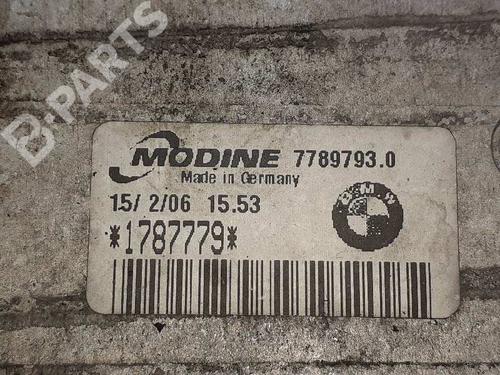 B-PARTS
MODINE 7789793.0
Made in Germany
15/ 2/06 15.53
BMW
*1787779*